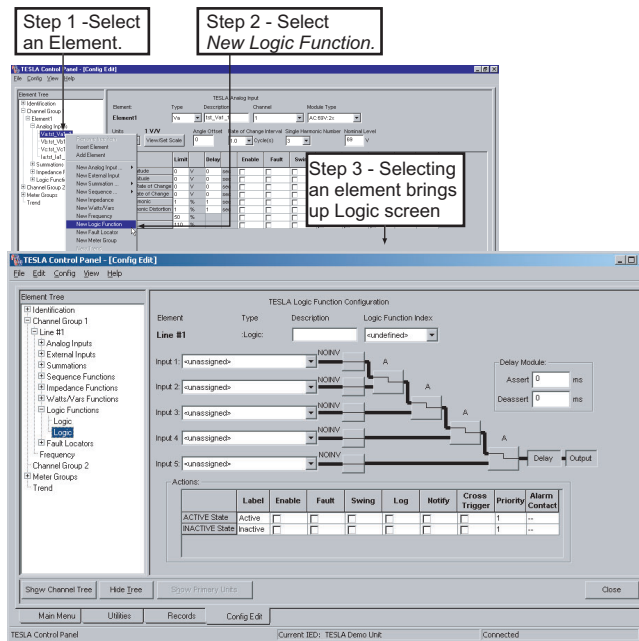 Step 1 -Select
an Element.
Step 2 - Select
New Logic Function.
TESLA Control Panel - [Config Edit]
File Config View Help
Element Tree
Identification
Channel Group
Element1
Analog
TESLA Analog Input
Element: Type Description Channel Module Type
Element1 Va 1 AC:69V:2s
Units 1 V/V Angle Offset Rate of Change Interval Single Harmonic Number Nominal Level
View/Set Scale 0 1.0 Cycle(s) 3 69 V
Limit Delay Enable Fault
Insert Element
Add Element
New Analog Input ...
New External Input
New Summation ...
New Sequence ...
New Impedance
New Watts/Vars
New Frequency
New Logic Function
New Fault Locator
New Meter Group
Summations
Channel Group 2
Meter Groups
Trend
Step 3 - Selecting
an element brings
up Logic screen
TESLA Control Panel - [Config Edit]
File Edit Config View Help
Element Tree
Identification
Channel Group 1
Line #1
Analog Inputs
External Inputs
Summations
Sequence Functions
Impedance Functions
Watts/Vars Functions
Logic Functions
Logic
Logic
Fault Locators
Frequency
Channel Group 2
Meter Groups
Trend
TESLA Logic Function Configuration
Element Type Description Logic Function Index
Line #1 :Logic: <undefined>
Input 1: <unassigned> NOINV A
Input 2: <unassigned> NOINV A
Input 3: <unassigned> NOINV A
Input 4 <unassigned> NOINV A
Input 5: <unassigned> NOINV
Delay Module:
Assert 0 ms
Deassert 0 ms
Delay Output
Actions:
Label Enable Fault Swing Log Notify Cross Trigger Priority Alarm Contact
ACTIVE State Active 1 --
INACTIVE State Inactive 1 --
Show Channel Tree Hide Tree Show Primary Units Close
Main Menu Utilities Records Config Edit
TESLA Control Panel Current IED: TESLA Demo Unit Connected